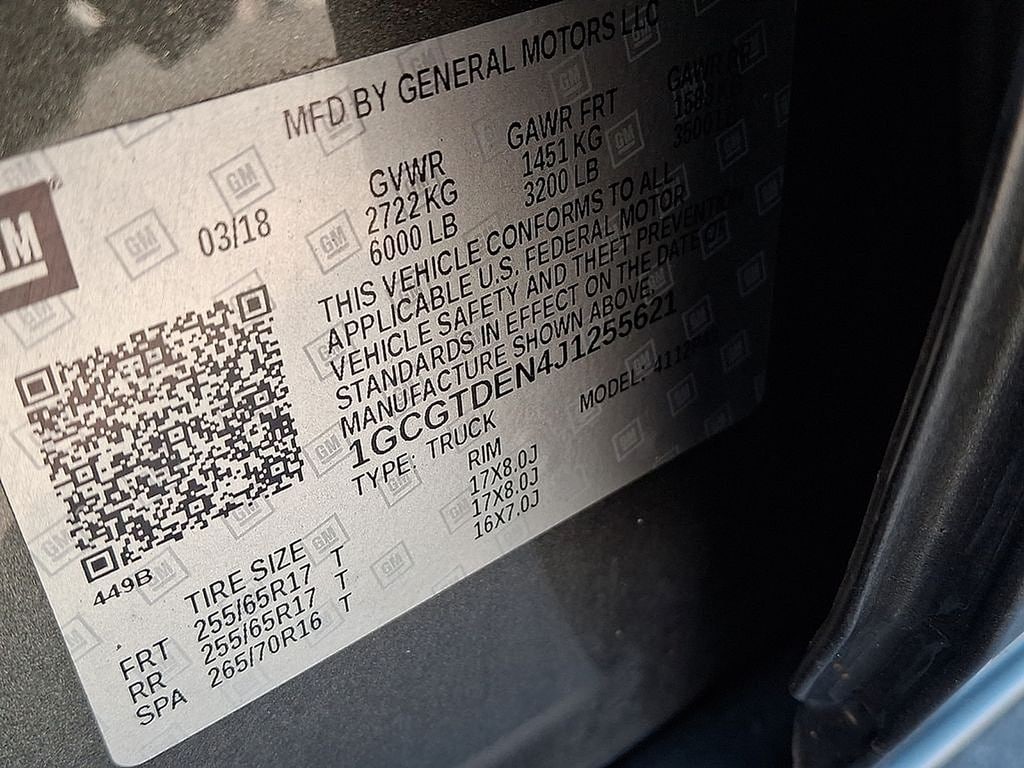 MFD BY GENERAL MOTORS LLC
GM
03/18
GVWR GAWR FRT GAWR
2722 KG 1451 KG
6000 LB 3200 LB
THIS VEHICLE CONFORMS TO ALL
APPLICABLE U.S. FEDERAL MOTOR
VEHICLE SAFETY AND THEFT PREVENTION
STANDARDS IN EFFECT ON THE DATE OF
MANUFACTURE SHOWN ABOVE.
1GCGTDEN4J1255621
TYPE: TRUCK MODEL:
449B
TIRE SIZE RIM
FRT 255/65R17 T 17X8.0J
RR 255/65R17 T 17X8.0J
SPA 265/70R16 T 16X7.0J